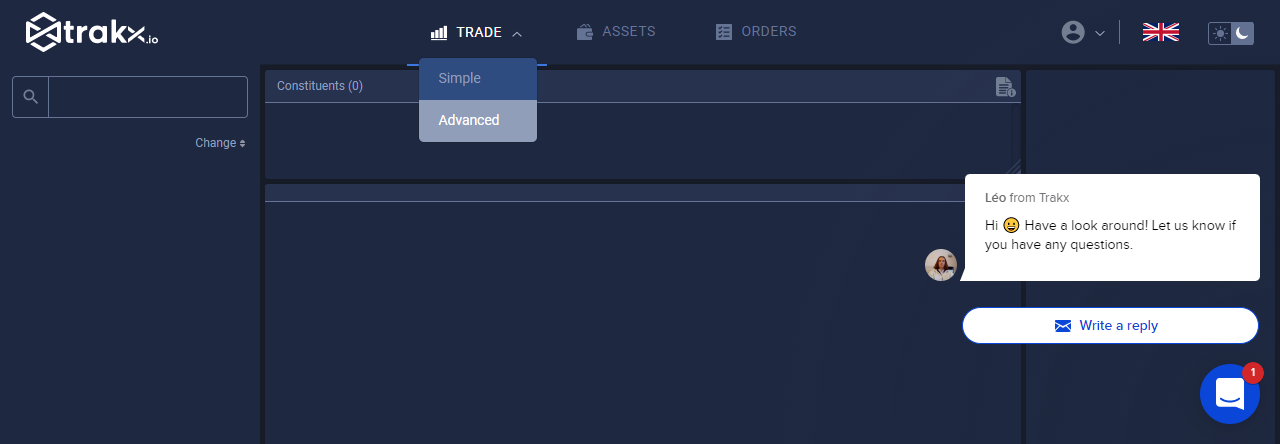 trakx.io
TRADE
ASSETS
ORDERS
Simple
Advanced
Change
Constituents (0)
Léo from Trakx
Hi Have a look around! Let us know if
you have any questions.
Write a reply
1